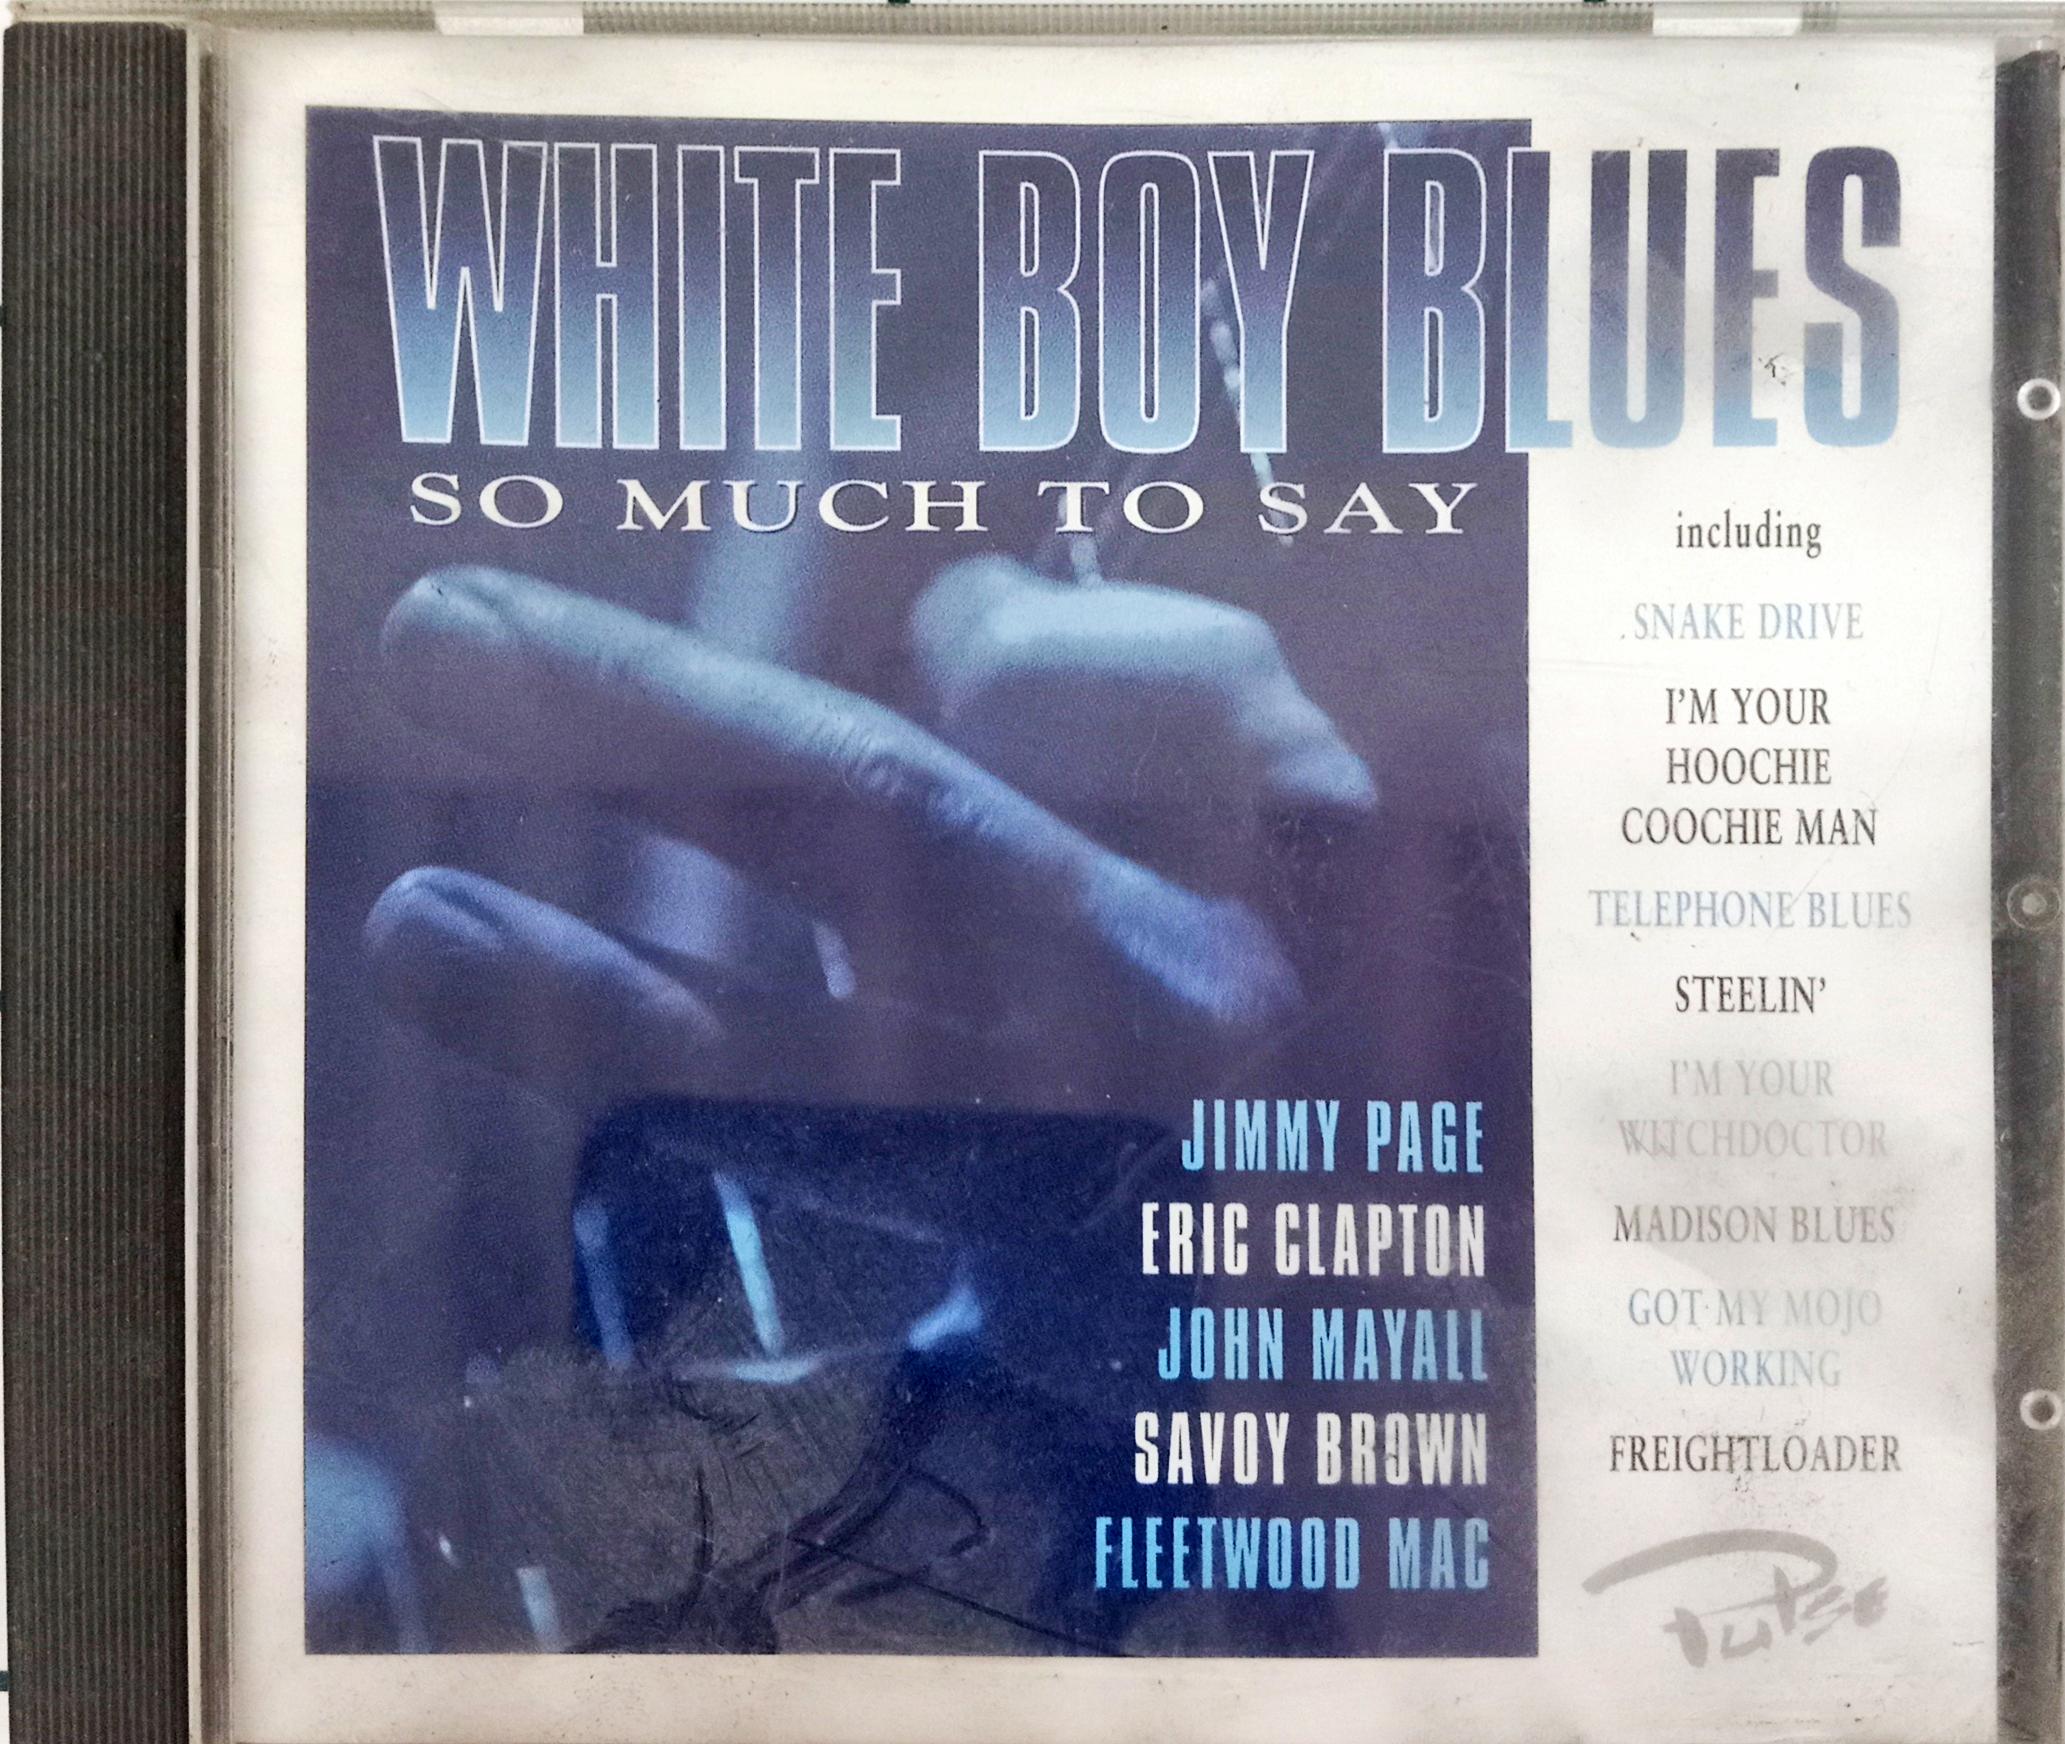 WHITE BOY BLUES
SO MUCH TO SAY
including
SNAKE DRIVE
I'M YOUR
HOOCHIE
COOCHIE MAN
TELEPHONE BLUES
STEELIN'
I'M YOUR
WITCHDOCTOR
MADISON BLUES
GOT MY MOJO
WORKING
FREIGHTLOADER
JIMMY PAGE
ERIC CLAPTON
JOHN MAYALL
SAVOY BROWN
FLEETWOOD MAC
PULSE